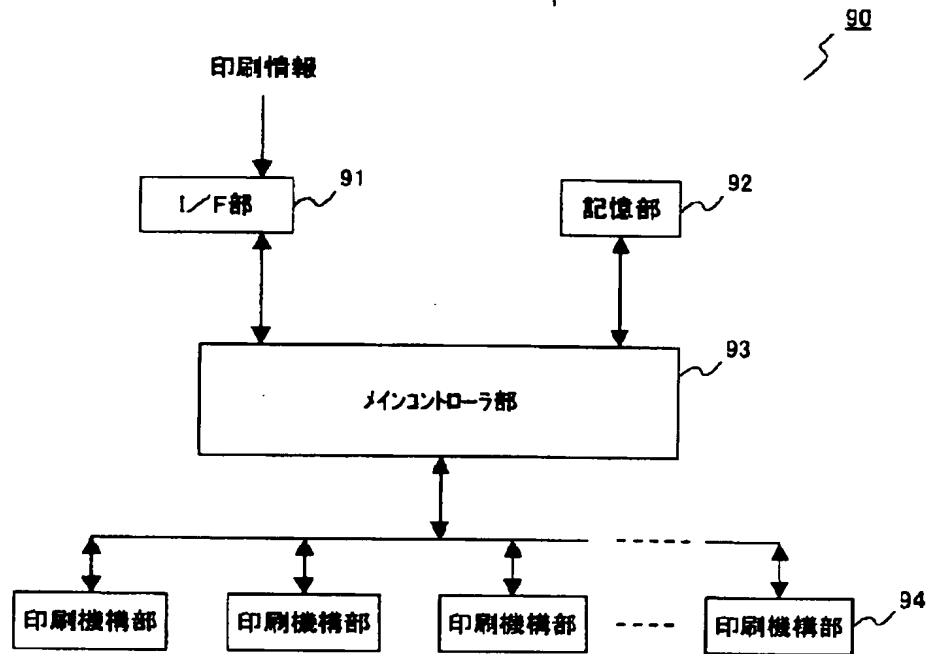 90
印刷情報
I／F部
91
記憶部
92
メインコントローラ部
93
印刷機構部
印刷機構部
印刷機構部
印刷機構部
94